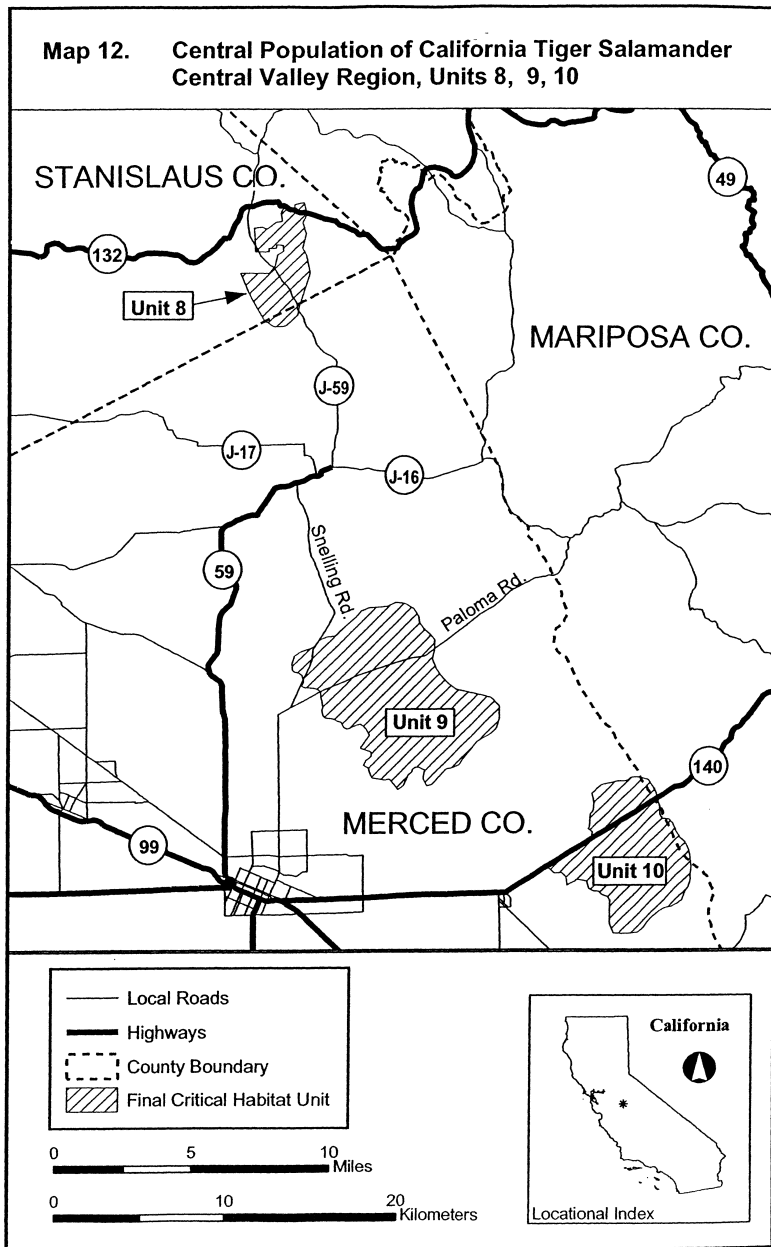 Map 12. Central Population of California Tiger Salamander
Central Valley Region, Units 8, 9, 10
STANISLAUS CO.
49
132
Unit 8
MARIPOSA CO.
J-59
J-17
J-16
59
Snelling Rd.
Paloma Rd.
Unit 9
140
MERCED CO.
99
Unit 10
Local Roads
Highways
County Boundary
Final Critical Habitat Unit
0 5 10
Miles
0 10 20
Kilometers
California
Locational Index